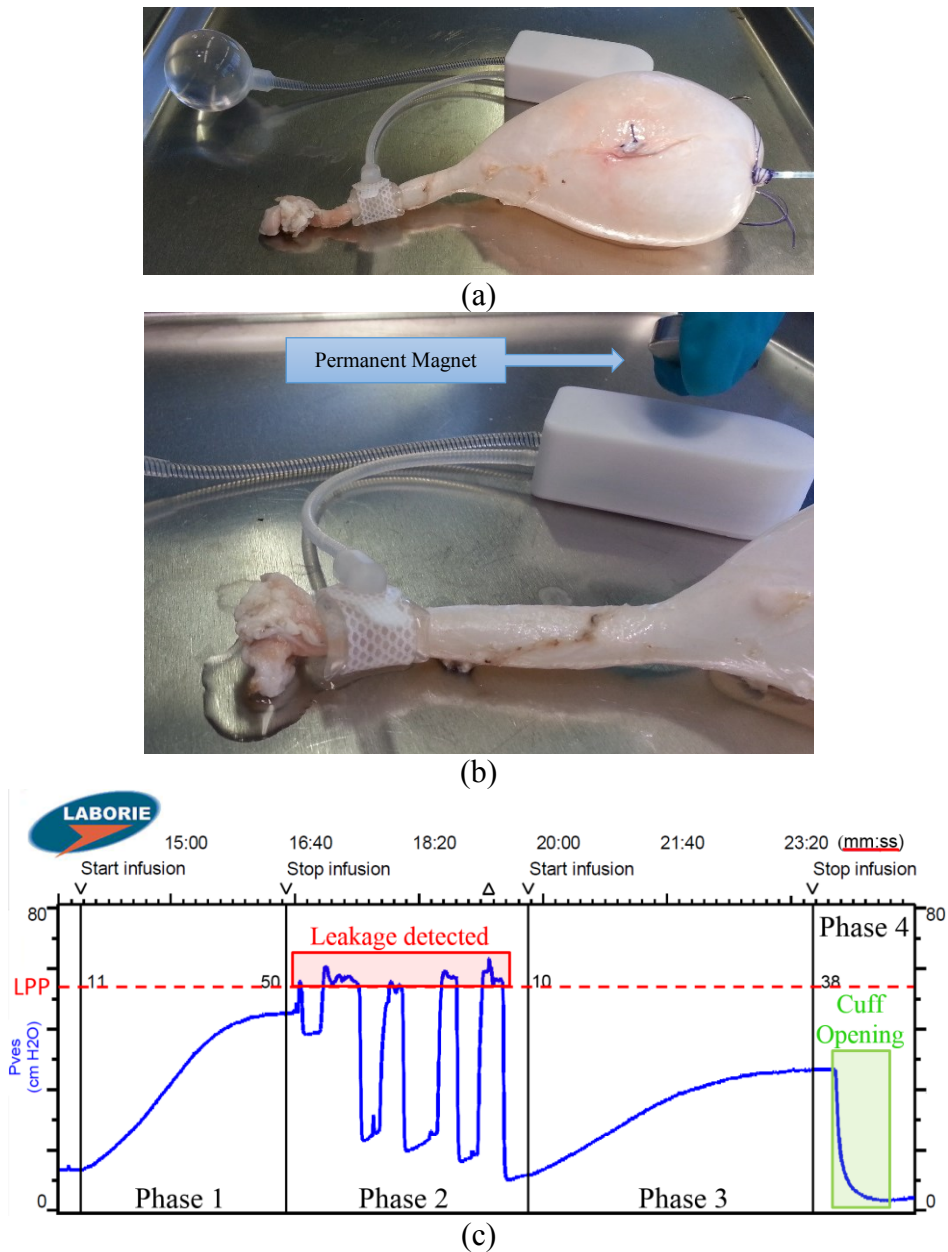 (a)
Permanent Magnet
(b)
LABORIE
15:00 16:40 18:20 20:00 21:40 23:20 (mm:ss)
Start infusion Stop infusion Start infusion Stop infusion
80 80
Phase 4
Leakage detected
LPP 11 50 10 38
Cuff
Opening
Pves
(cm H2O)
0 Phase 1 Phase 2 Phase 3 0
(c)